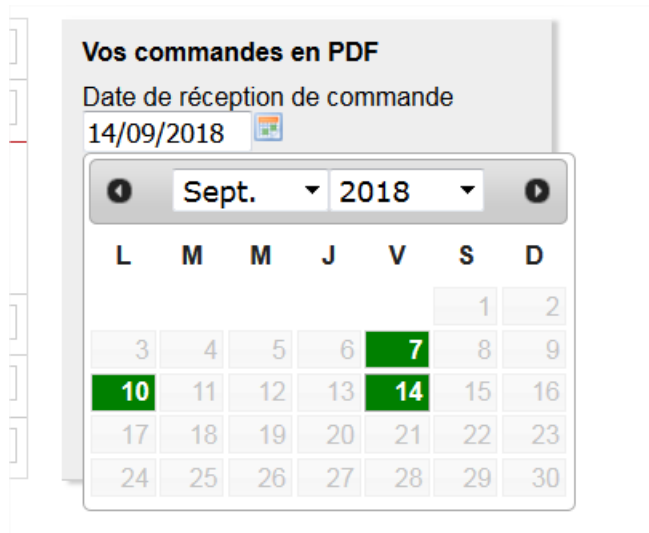 Vos commandes en PDF
Date de réception de commande
14/09/2018
Sept. 2018
L M M J V S D
1 2
3 4 5 6 7 8 9
10 11 12 13 14 15 16
17 18 19 20 21 22 23
24 25 26 27 28 29 30